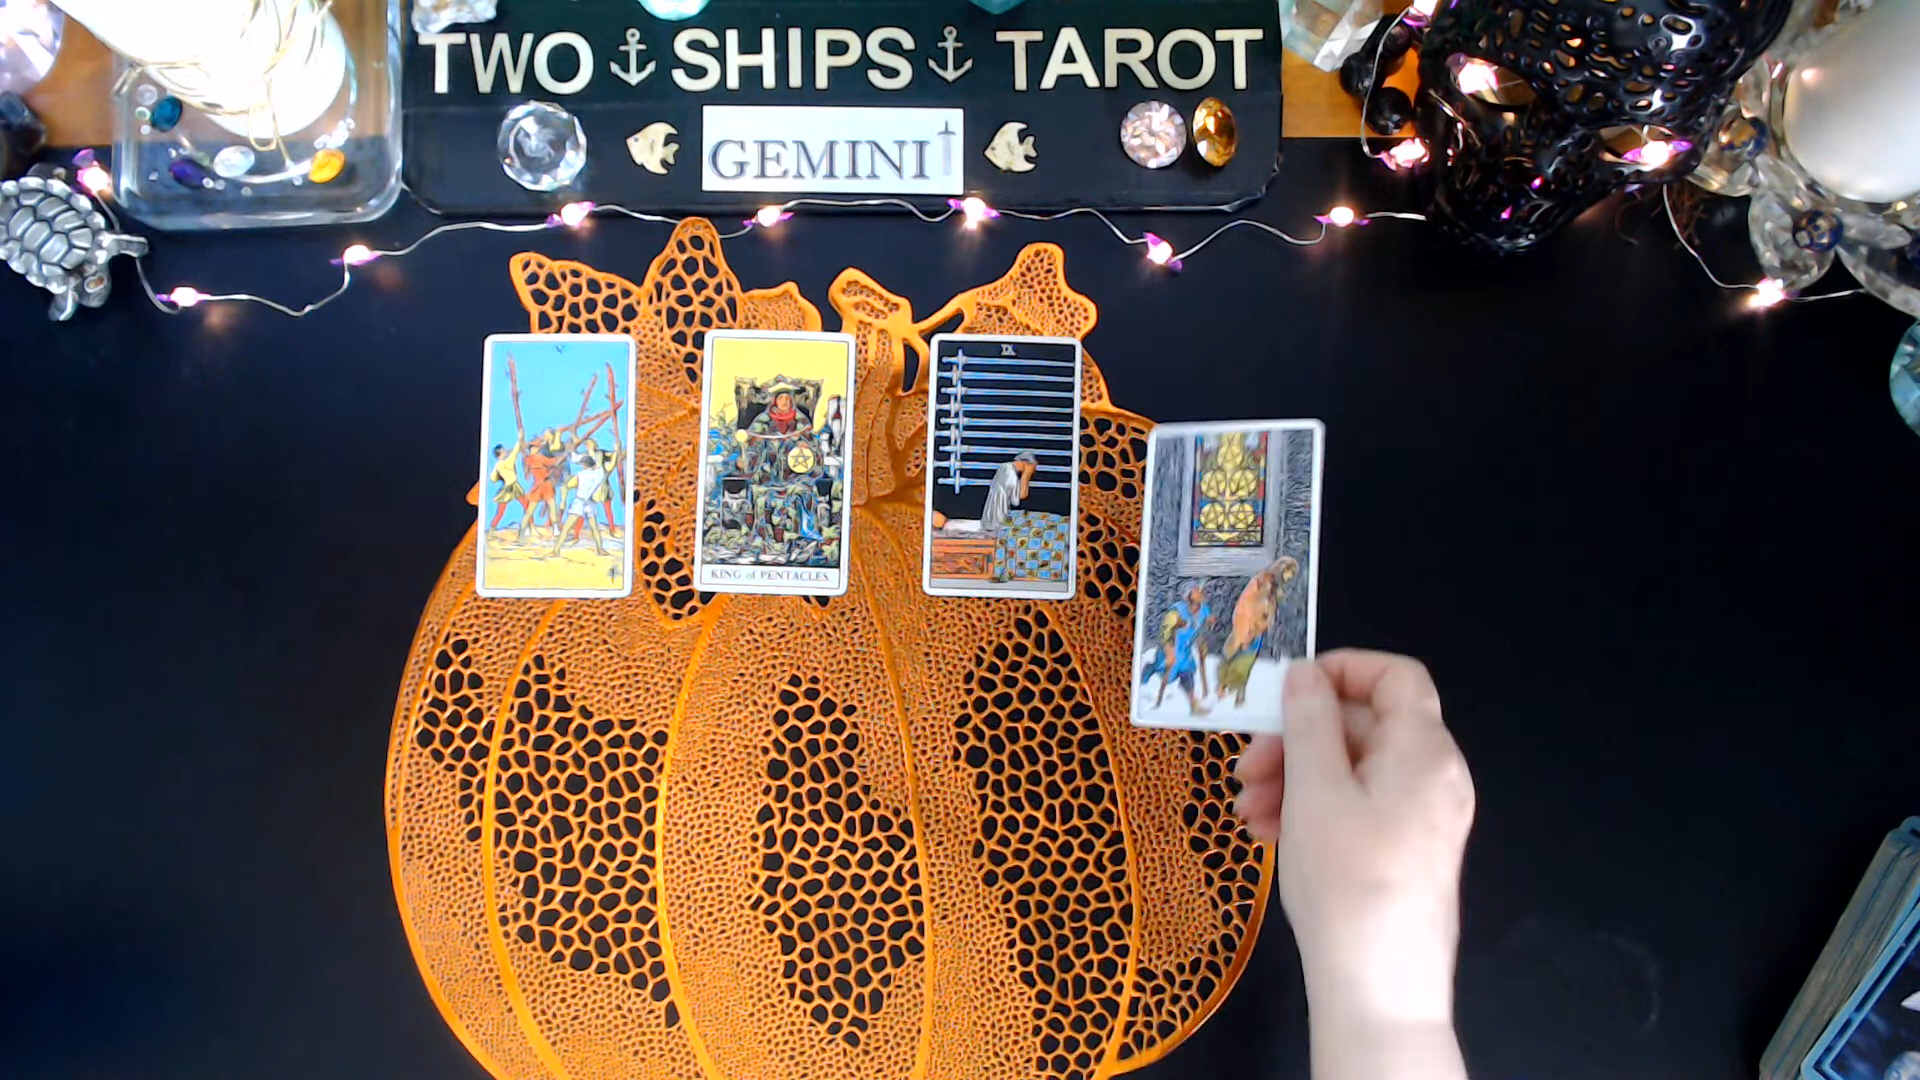 TWO SHIPS TAROT
GEMINI
V
KING of PENTACLES
IX